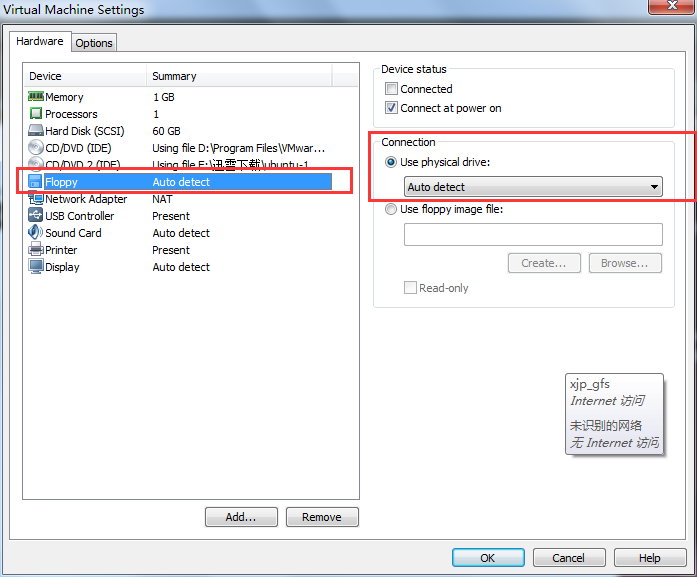 Virtual Machine Settings
Hardware
Options
Device Summary
Memory 1 GB
Processors 1
Hard Disk (SCSI) 60 GB
CD/DVD (IDE) Using file D:\Program Files\VMwar...
CD/DVD 2 (IDE) Using file F:\迅雷下载\ubuntu-1...
Floppy Auto detect
Network Adapter NAT
USB Controller Present
Sound Card Auto detect
Printer Present
Display Auto detect
Add...
Remove
Device status
Connected
Connect at power on
Connection
Use physical drive:
Auto detect
Use floppy image file:
Create...
Browse...
Read-only
xjp_gfs
Internet 访问
未识别的网络
无 Internet 访问
OK
Cancel
Help